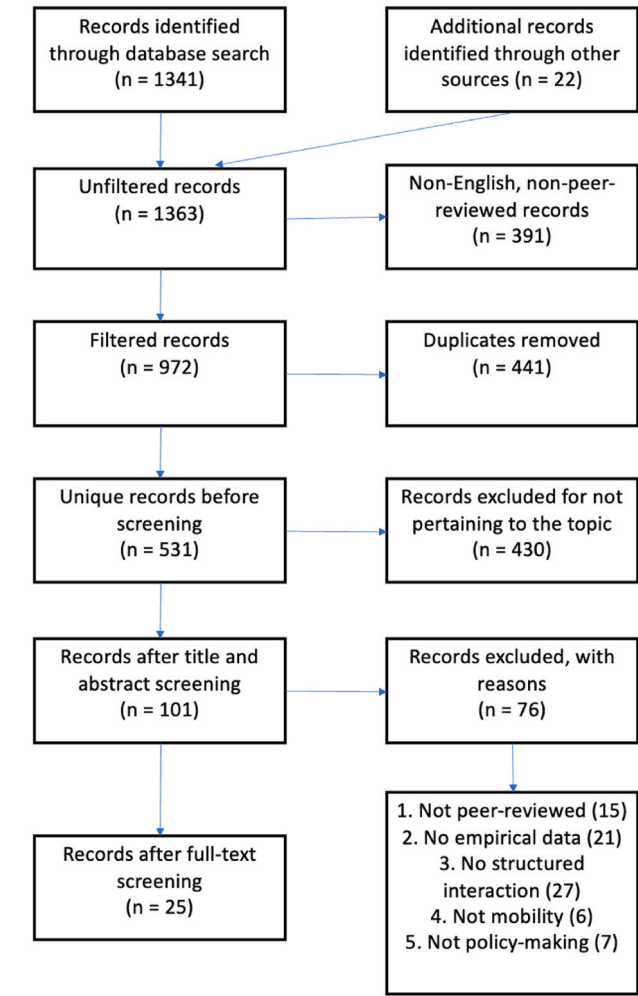 Records identified
through database search
(n = 1341)
Additional records
identified through other
sources (n = 22)
Unfiltered records
(n = 1363)
Non-English, non-peer-
reviewed records
(n = 391)
Filtered records
(n = 972)
Duplicates removed
(n = 441)
Unique records before
screening
(n = 531)
Records excluded for not
pertaining to the topic
(n = 430)
Records after title and
abstract screening
(n = 101)
Records excluded, with
reasons
(n = 76)
Records after full-text
screening
(n = 25)
1. Not peer-reviewed (15)
2. No empirical data (21)
3. No structured
interaction (27)
4. Not mobility (6)
5. Not policy-making (7)